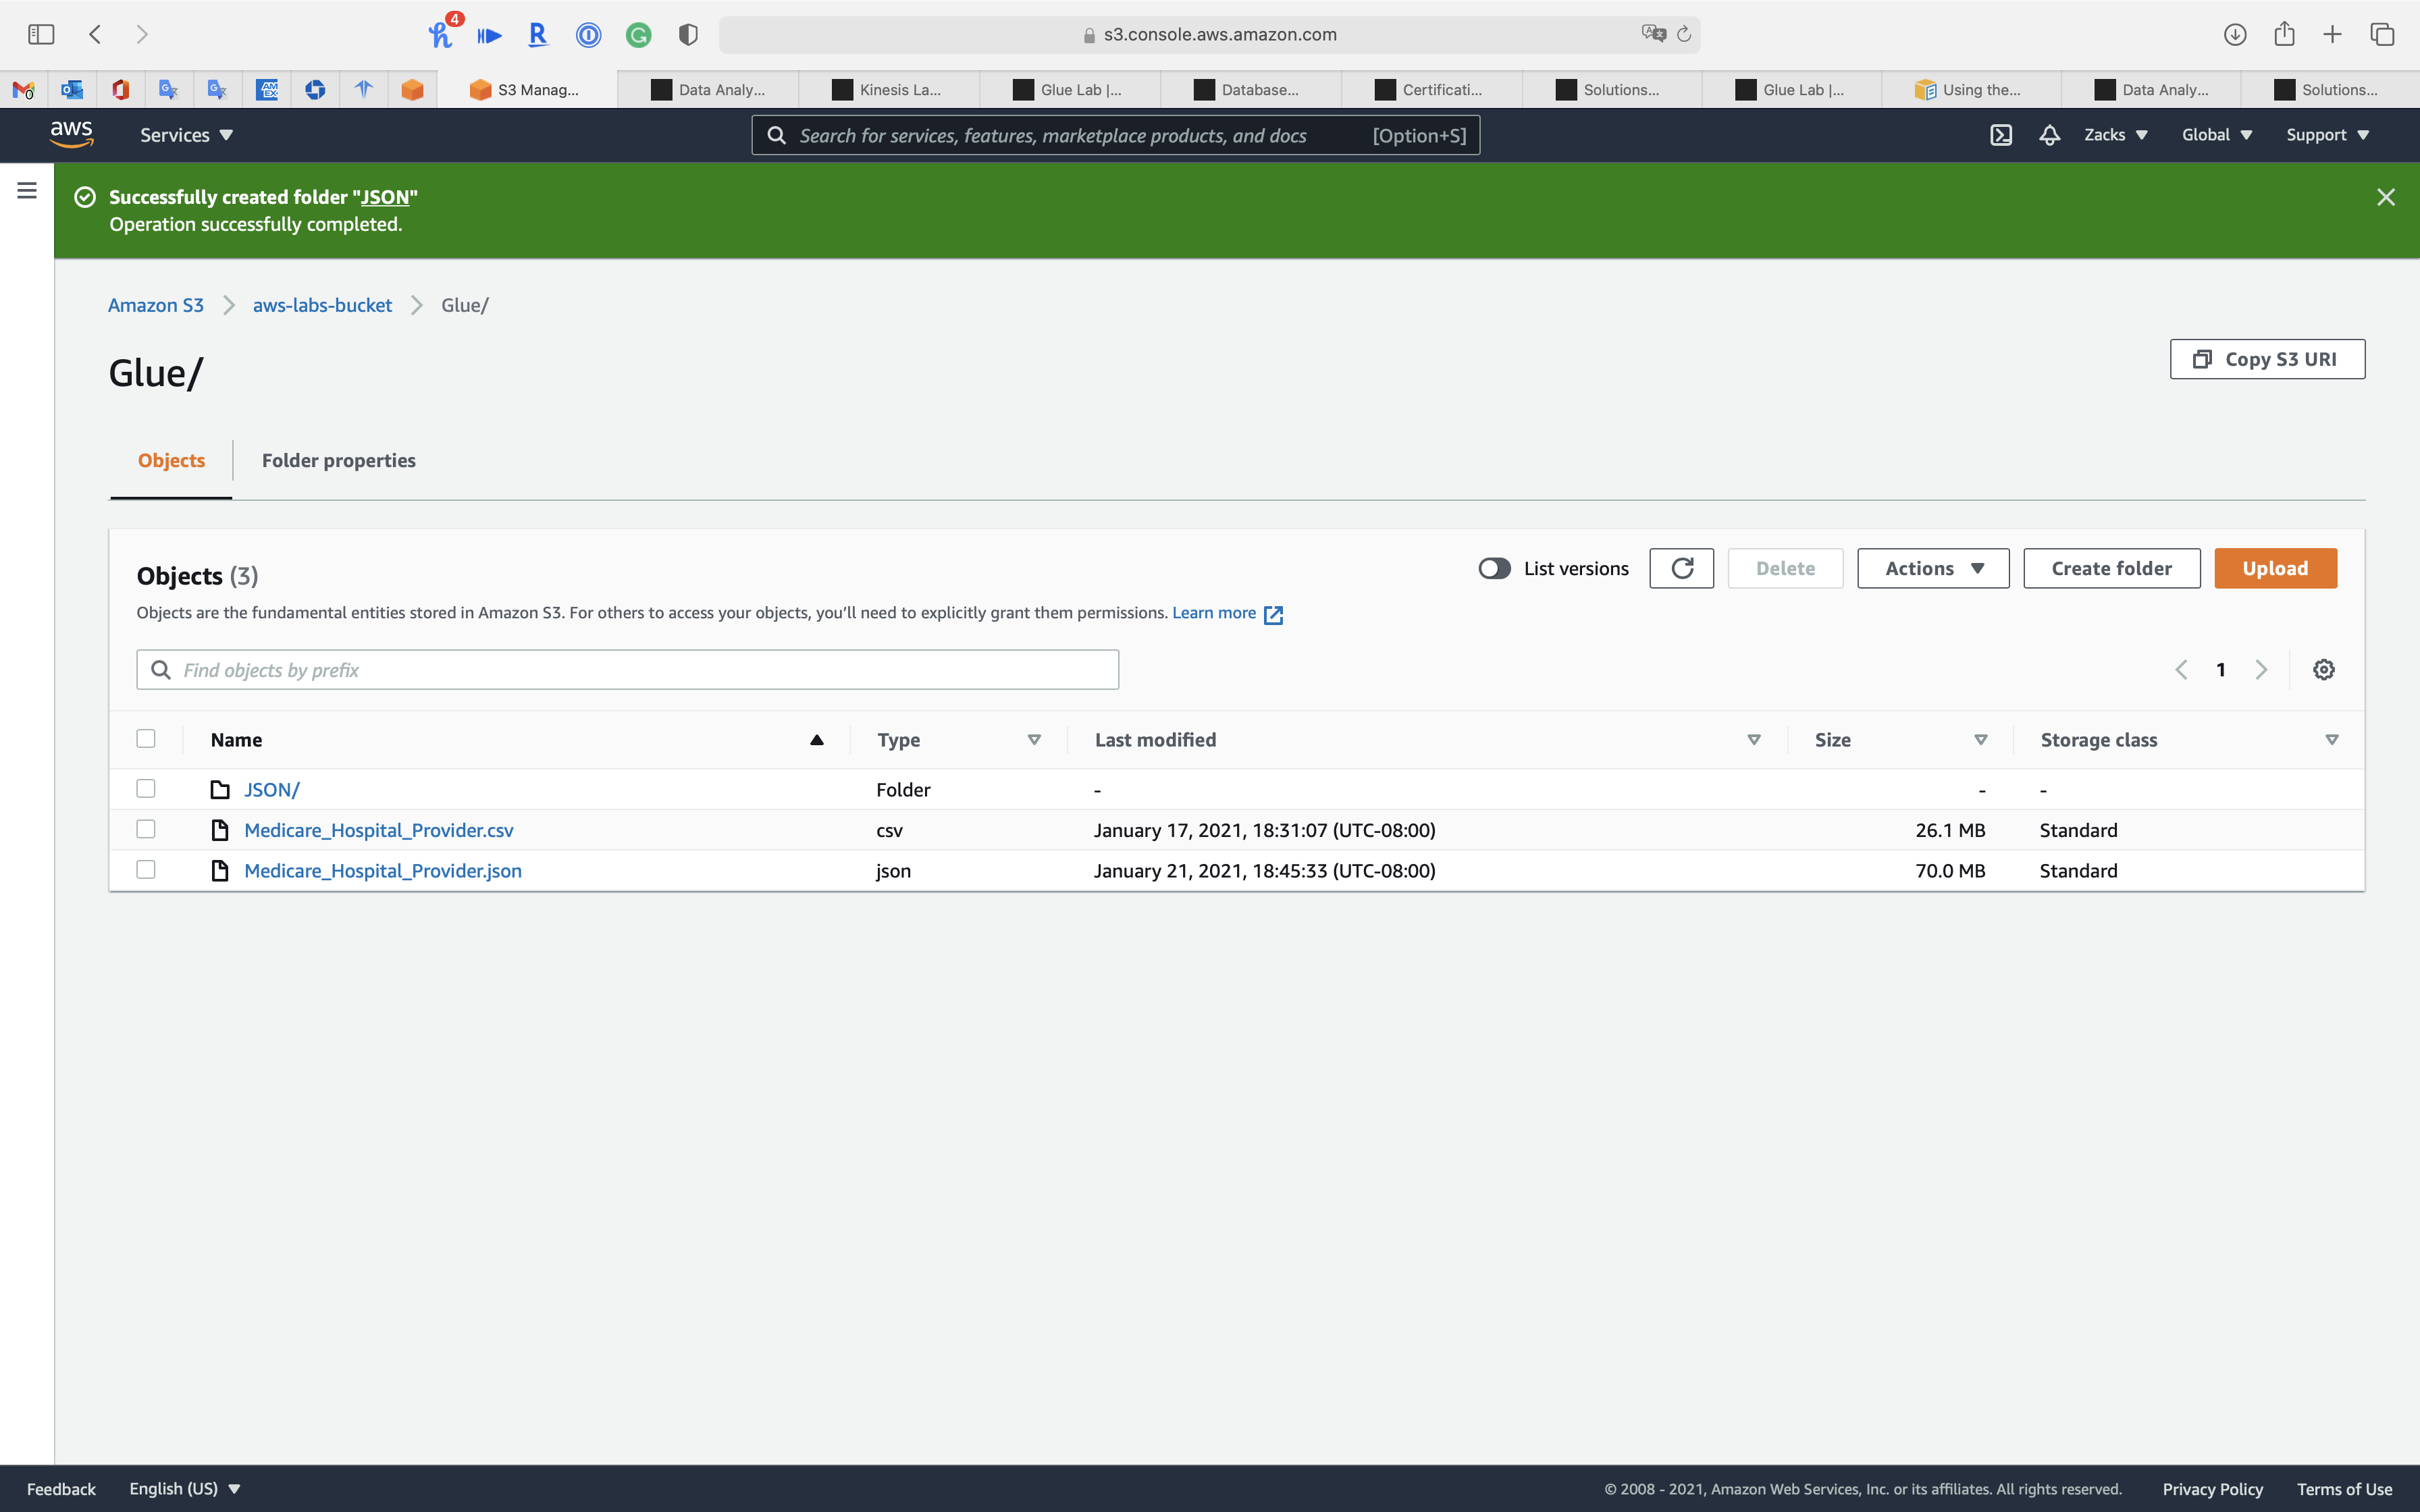 4
s3.console.aws.amazon.com
0
AM
EX
S3 Manag...
Data Analy...
Kinesis La...
Glue Lab |...
Database...
Certificati...
Solutions...
Glue Lab |...
Using the...
Data Analy...
Solutions...
aws
Services
Search for services, features, marketplace products, and docs
[Option+S]
Zacks
Global
Support
Successfully created folder "JSON"
Operation successfully completed.
Amazon S3
aws-labs-bucket
Glue/
Glue/
Copy S3 URI
Objects
Folder properties
Objects (3)
List versions
Delete
Actions
Create folder
Upload
Objects are the fundamental entities stored in Amazon S3. For others to access your objects, you'll need to explicitly grant them permissions. Learn more
Find objects by prefix
1
Name Type Last modified Size Storage class
JSON/ Folder - - -
Medicare_Hospital_Provider.csv csv January 17, 2021, 18:31:07 (UTC-08:00) 26.1 MB Standard
Medicare_Hospital_Provider.json json January 21, 2021, 18:45:33 (UTC-08:00) 70.0 MB Standard
Feedback
English (US)
© 2008 - 2021, Amazon Web Services, Inc. or its affiliates. All rights reserved.
Privacy Policy
Terms of Use